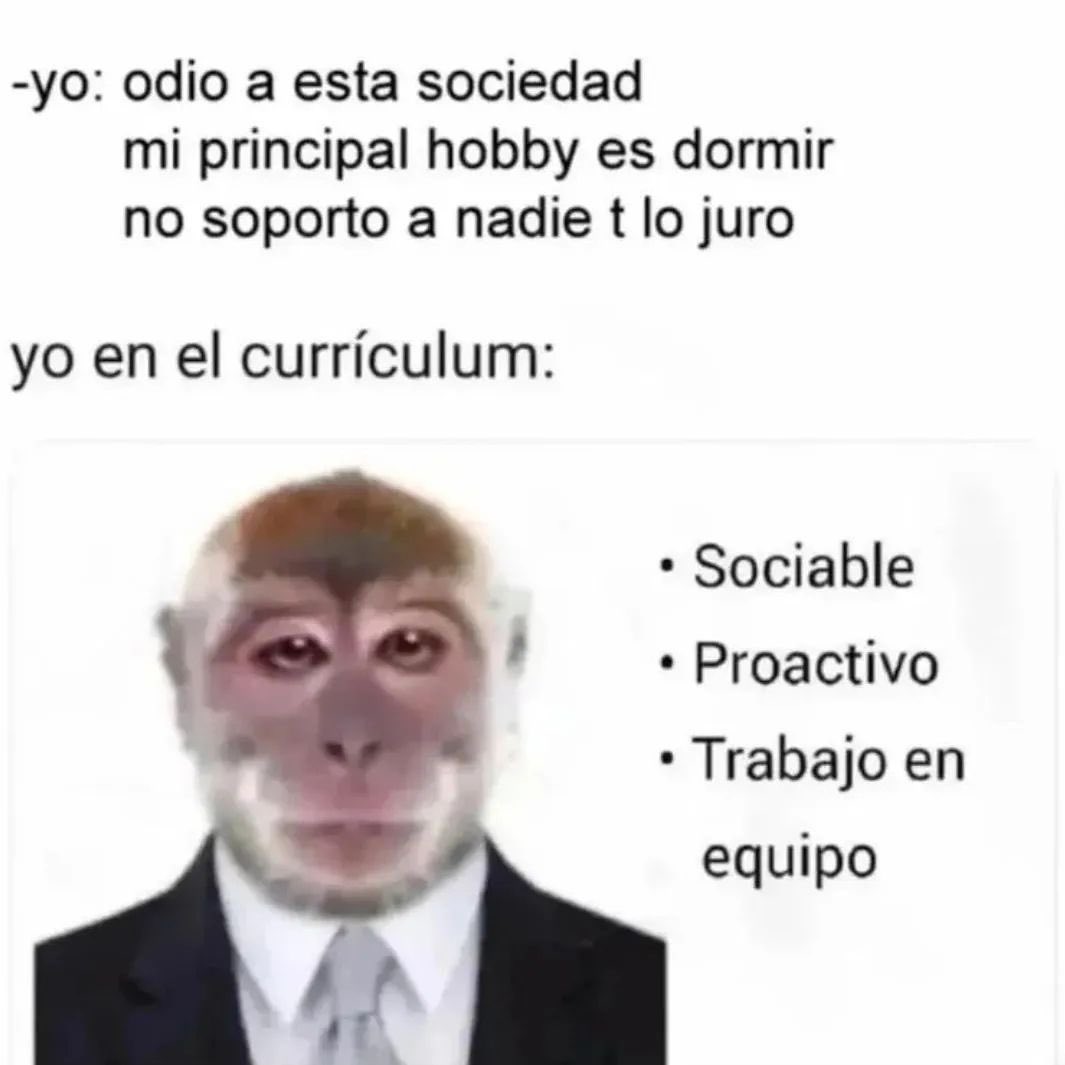 -yo: odio a esta sociedad
mi principal hobby es dormir
no soporto a nadie t lo juro
yo en el currículum:
• Sociable
• Proactivo
• Trabajo en
equipo